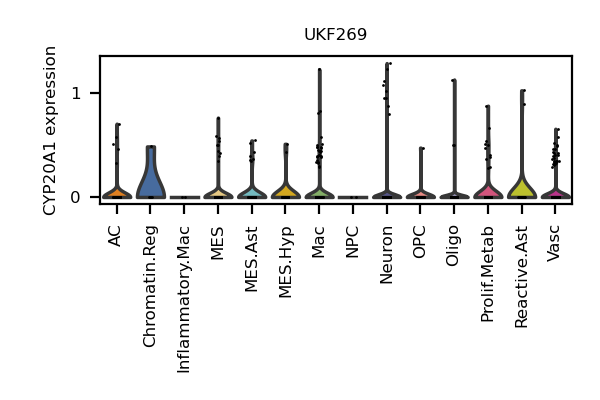 UKF269
CYP20A1 expression
1
0
AC
Chromatin.Reg
Inflammatory.Mac
MES
MES.Ast
MES.Hyp
Mac
NPC
Neuron
OPC
Oligo
Prolif.Metab
Reactive.Ast
Vasc